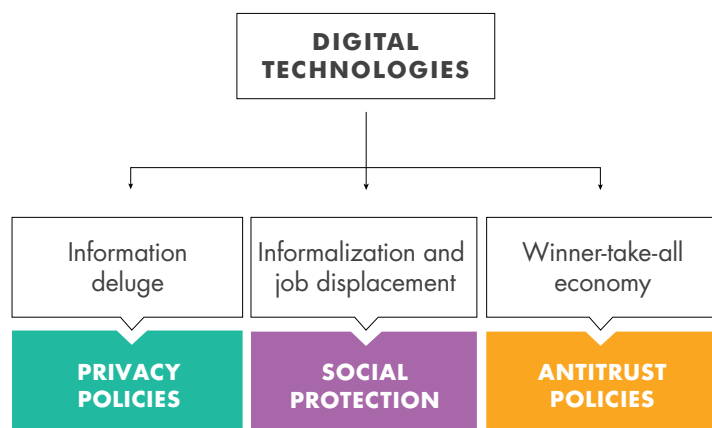 DIGITAL
TECHNOLOGIES
Information
deluge
Informalization and
job displacement
Winner-take-all
economy
PRIVACY
POLICIES
SOCIAL
PROTECTION
ANTITRUST
POLICIES